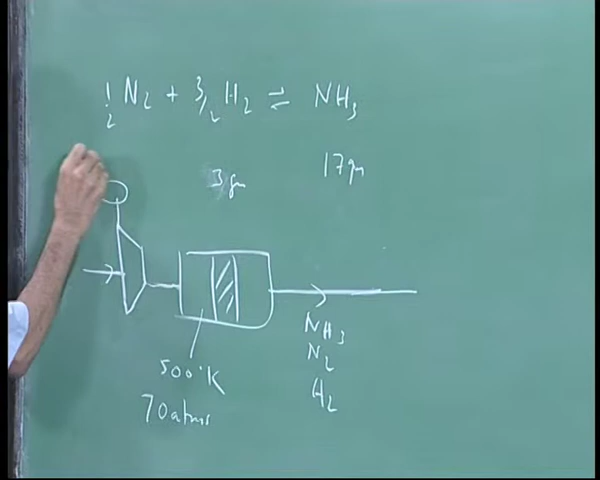 ½ N₂ + 3/2 H₂ ⇌ NH₃
3 gm 17 gm
NH₃
N₂
H₂
500°K
70 atms